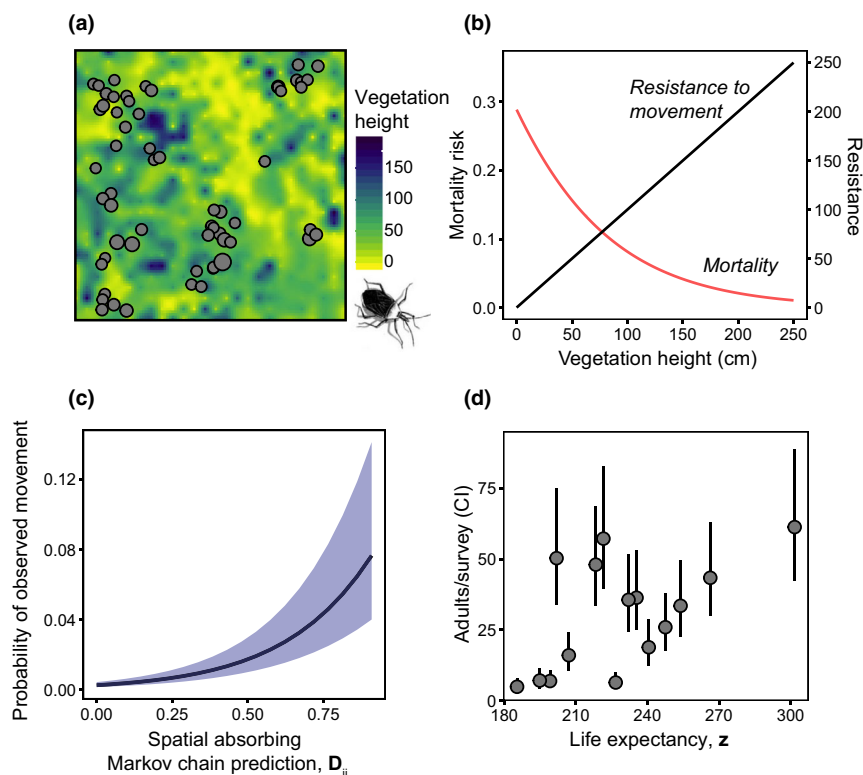 (a)
Vegetation
height
150
100
50
0
(b)
Mortality risk
0.3
0.2
0.1
0.0
Resistance to
movement
Mortality
250
200
150
100
50
0
Resistance
0 50 100 150 200 250
Vegetation height (cm)
(c)
Probability of observed movement
0.12
0.08
0.04
0.00
0.00 0.25 0.50 0.75
Spatial absorbing
Markov chain prediction, D_ij
(d)
Adults/survey (CI)
75
50
25
0
180 210 240 270 300
Life expectancy, z